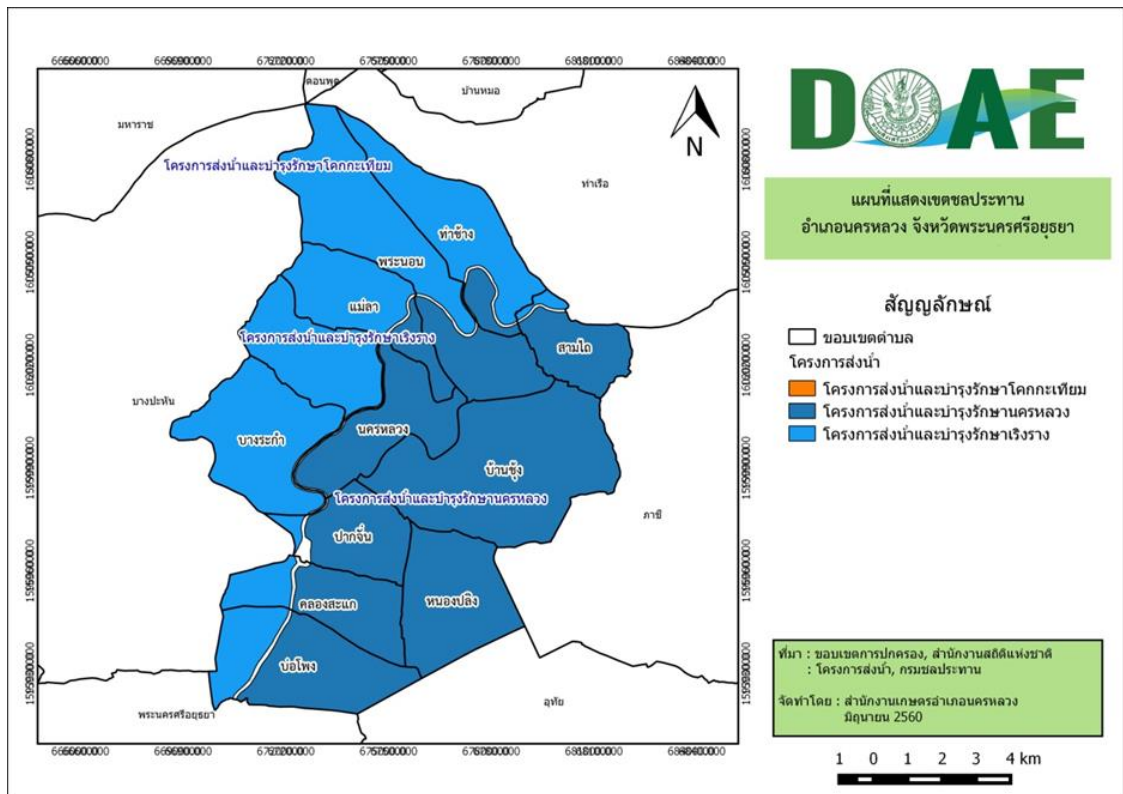 ดอนพุด
บ้านหมอ
มหาราช
N
โครงการส่งน้ำและบำรุงรักษาโคกกะเทียม
ท่าเรือ
ท่าช้าง
พระนอน
แม่ลา
โครงการส่งน้ำและบำรุงรักษาเริงราง
สามไถ
บางปะหัน
บางระกำ
นครหลวง
บ้านชุ้ง
โครงการส่งน้ำและบำรุงรักษานครหลวง
ภาชี
ปากจั่น
คลองสะแก
หนองปลิง
บ่อโพง
อุทัย
พระนครศรีอยุธยา
DOAE
แผนที่แสดงเขตชลประทาน
อำเภอนครหลวง จังหวัดพระนครศรีอยุธยา
สัญญลักษณ์
ขอบเขตตำบล
โครงการส่งน้ำ
โครงการส่งน้ำและบำรุงรักษาโคกกะเทียม
โครงการส่งน้ำและบำรุงรักษานครหลวง
โครงการส่งน้ำและบำรุงรักษาเริงราง
ที่มา : ขอบเขตการปกครอง, สำนักงานสถิติแห่งชาติ
: โครงการส่งน้ำ, กรมชลประทาน
จัดทำโดย : สำนักงานเกษตรอำเภอนครหลวง
มิถุนายน 2560
1 0 1 2 3 4 km